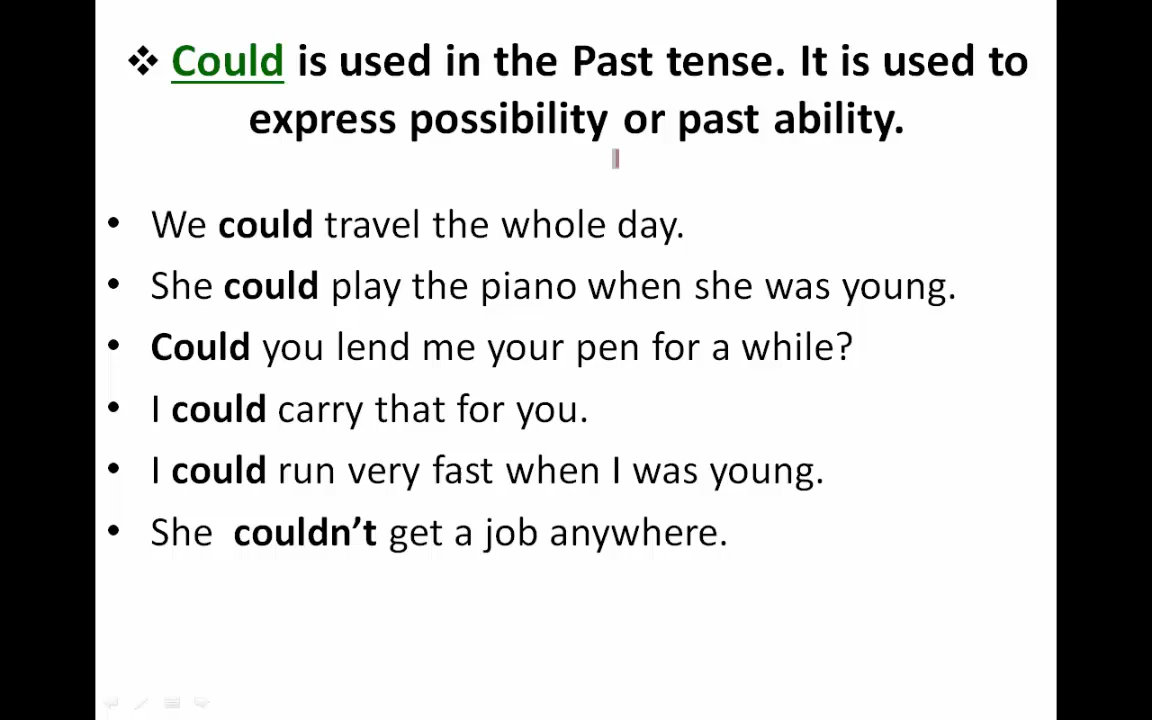 ❖ Could is used in the Past tense. It is used to
express possibility or past ability.
• We could travel the whole day.
• She could play the piano when she was young.
• Could you lend me your pen for a while?
• I could carry that for you.
• I could run very fast when I was young.
• She couldn’t get a job anywhere.